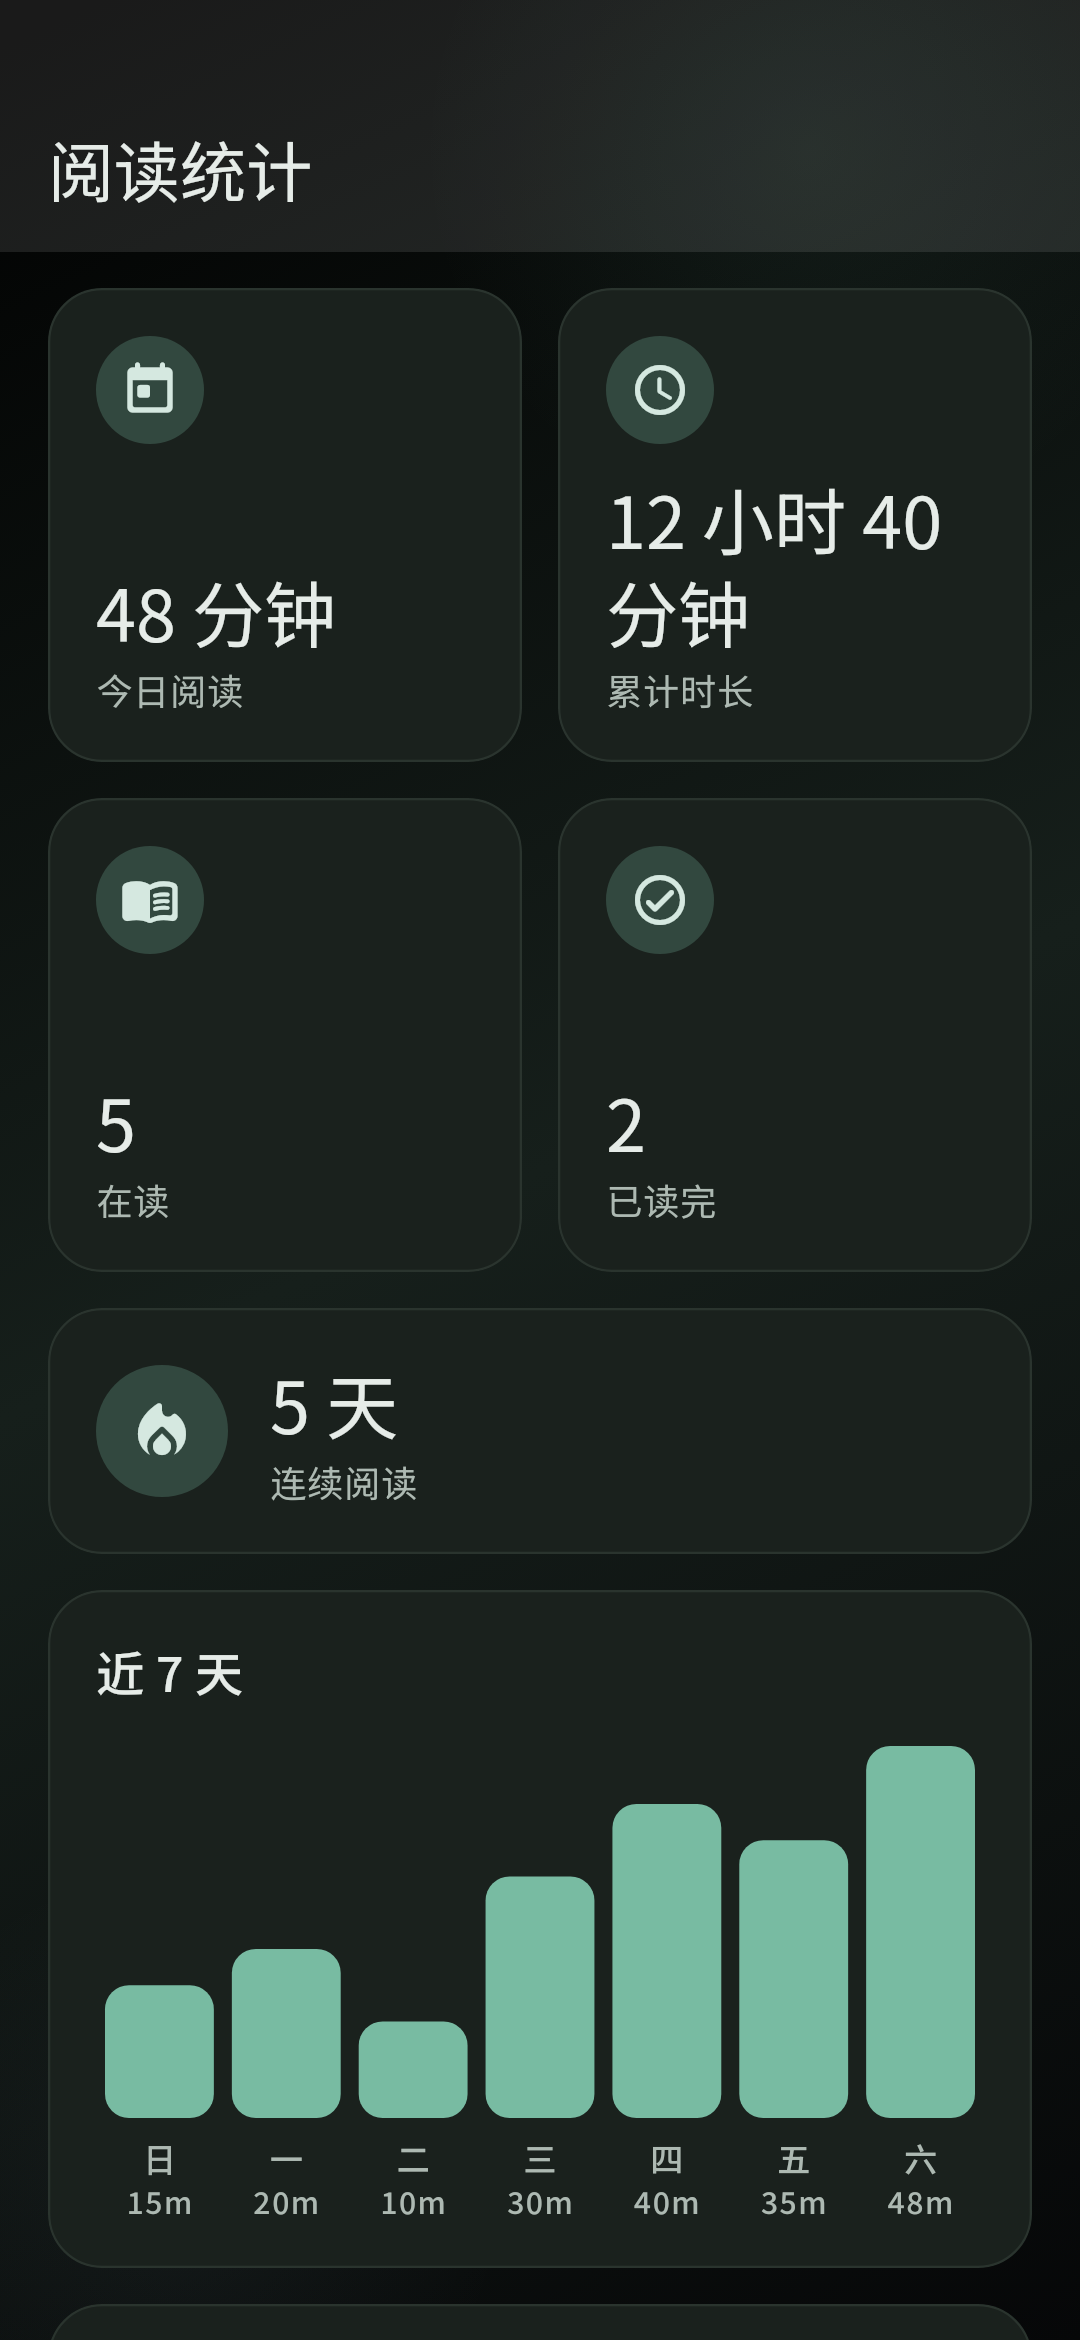 阅读统计
48 分钟
今日阅读
12 小时 40
分钟
累计时长
5
在读
2
已读完
5 天
连续阅读
近 7 天
日 一 二 三 四 五 六
15m 20m 10m 30m 40m 35m 48m